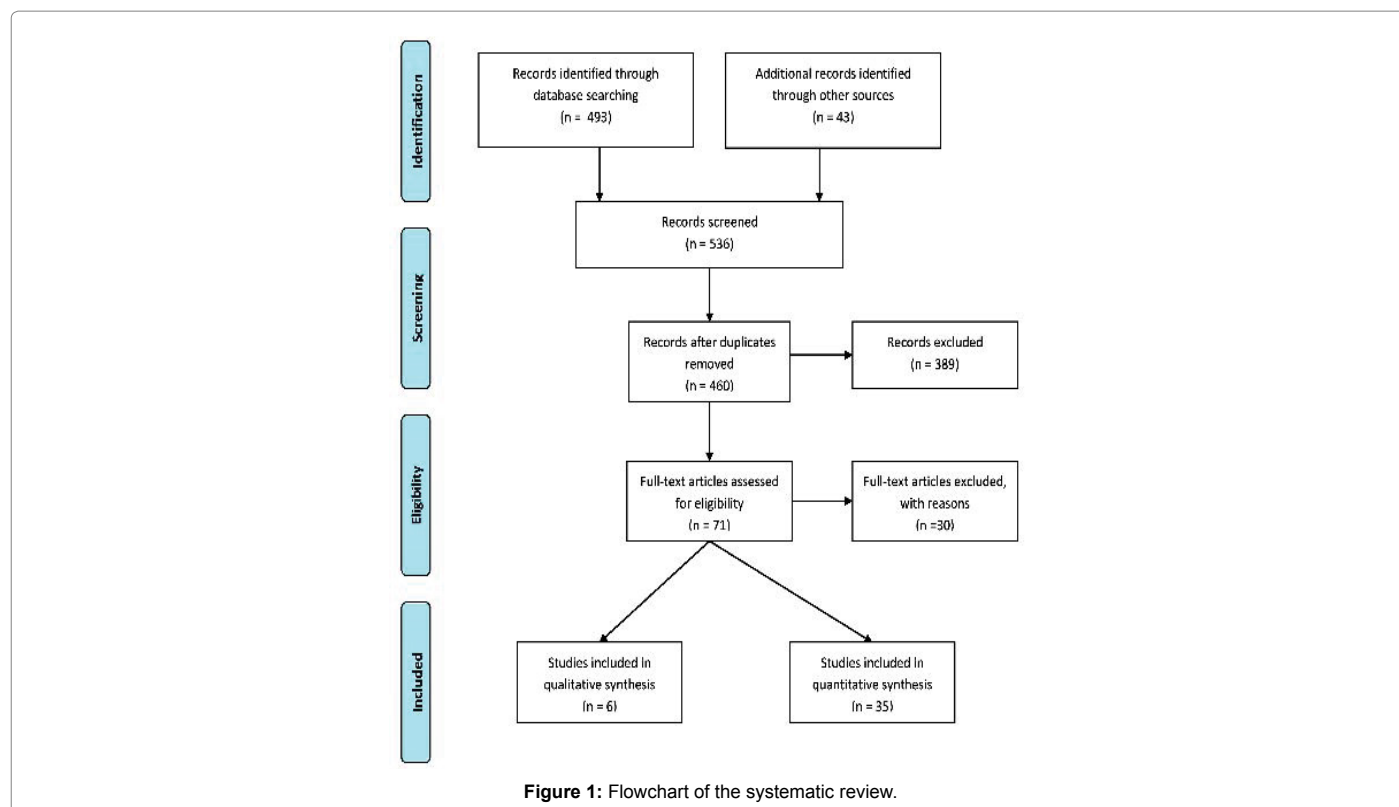 Identification
Records identified through
database searching
(n = 493)
Additional records identified
through other sources
(n = 43)
Screening
Records screened
(n = 536)
Records after duplicates
removed
(n = 460)
Records excluded
(n = 389)
Eligibility
Full-text articles assessed
for eligibility
(n = 71)
Full-text articles excluded,
with reasons
(n =30)
Included
Studies included in
qualitative synthesis
(n = 6)
Studies included in
quantitative synthesis
(n = 35)
Figure 1: Flowchart of the systematic review.